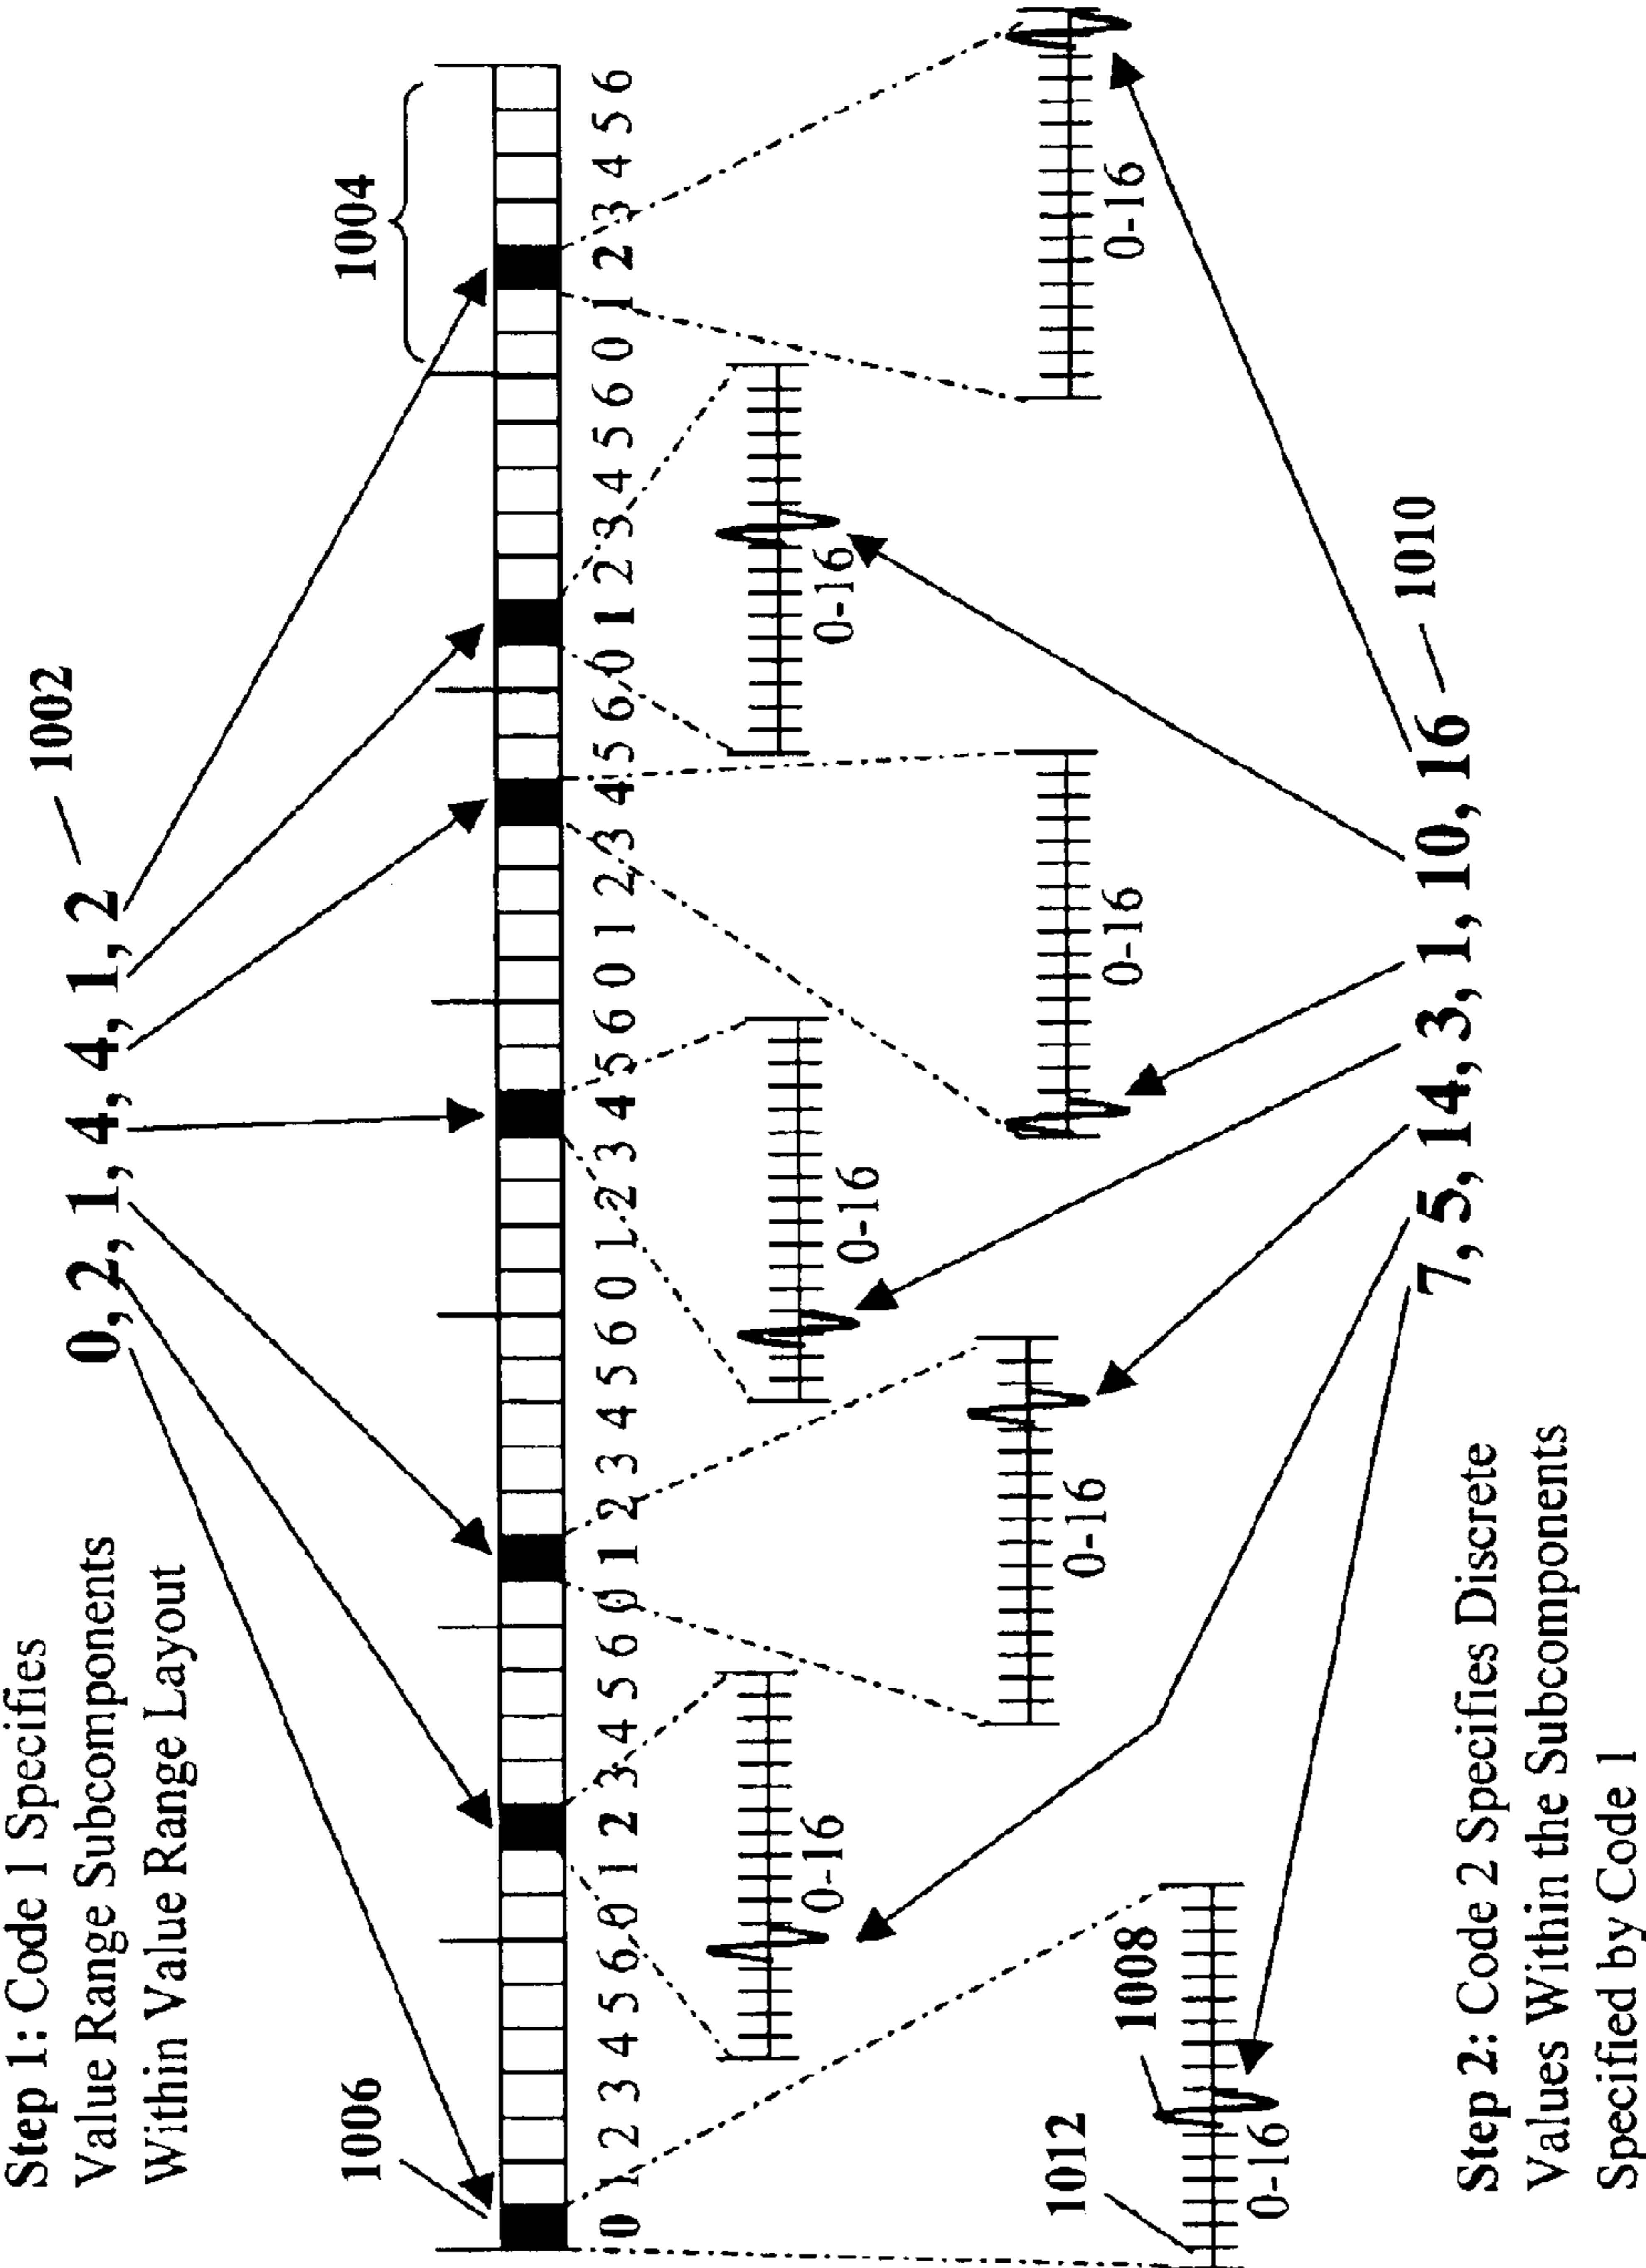 Step 1: Code 1 Specifies
Value Range Subcomponents
Within Value Range Layout
0, 2, 1, 4, 4, 1, 2
1002
1006
1004
0 1 2 3 4 5 6 0 1 2 3 4 5 6 0 1 2 3 4 5 6 0 1 2 3 4 5 6 0 1 2 3 4 5 6 0 1 2 3 4 5 6 0 1 2 3 4 5 6
0-16
0-16
0-16
0-16
0-16
0-16
1012
1008
0-16
7, 5, 14, 3, 1, 10, 16
1010
Step 2: Code 2 Specifies Discrete
Values Within the Subcomponents
Specified by Code 1